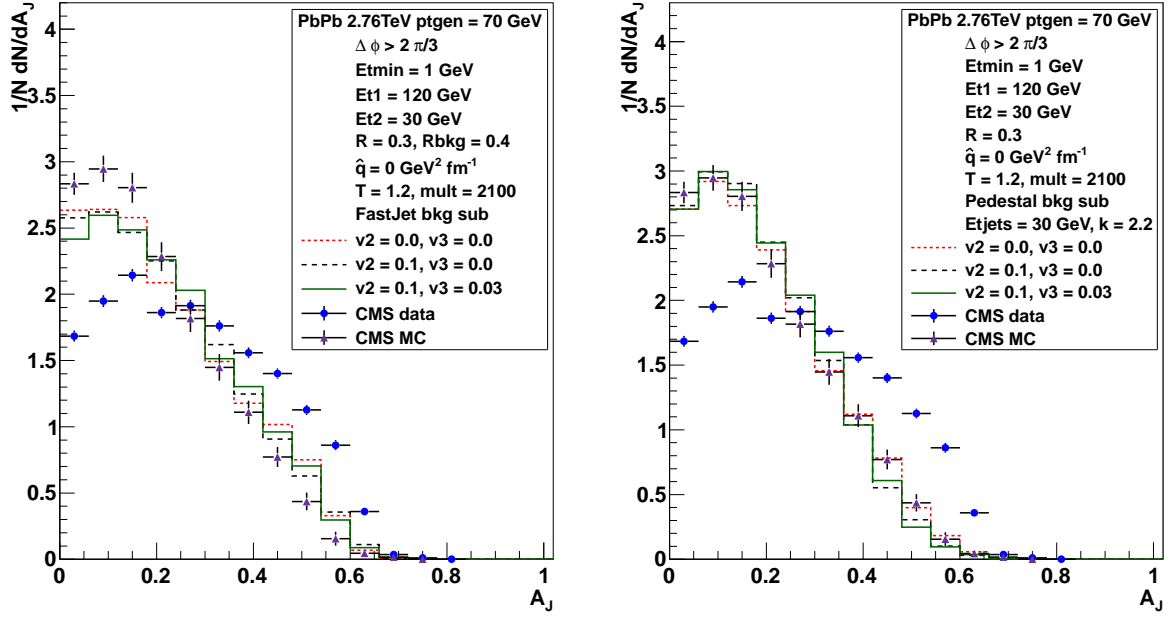 1/N dN/dA_J
PbPb 2.76TeV ptgen = 70 GeV
Δ ϕ > 2 π/3
Etmin = 1 GeV
Et1 = 120 GeV
Et2 = 30 GeV
R = 0.3, Rbkg = 0.4
q̂ = 0 GeV² fm⁻¹
T = 1.2, mult = 2100
FastJet bkg sub
v2 = 0.0, v3 = 0.0
v2 = 0.1, v3 = 0.0
v2 = 0.1, v3 = 0.03
CMS data
CMS MC
4
3.5
3
2.5
2
1.5
1
0.5
0
0 0.2 0.4 0.6 0.8 1
A_J
1/N dN/dA_J
PbPb 2.76TeV ptgen = 70 GeV
Δ ϕ > 2 π/3
Etmin = 1 GeV
Et1 = 120 GeV
Et2 = 30 GeV
R = 0.3
q̂ = 0 GeV² fm⁻¹
T = 1.2, mult = 2100
Pedestal bkg sub
Etjets = 30 GeV, k = 2.2
v2 = 0.0, v3 = 0.0
v2 = 0.1, v3 = 0.0
v2 = 0.1, v3 = 0.03
CMS data
CMS MC
4
3.5
3
2.5
2
1.5
1
0.5
0
0 0.2 0.4 0.6 0.8 1
A_J